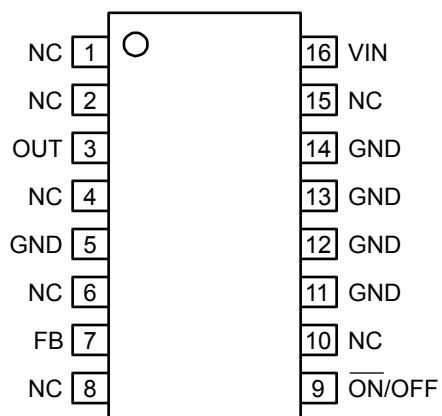 NC 1 16 VIN
NC 2 15 NC
OUT 3 14 GND
NC 4 13 GND
GND 5 12 GND
NC 6 11 GND
FB 7 10 NC
NC 8 9 O̅N̅/OFF